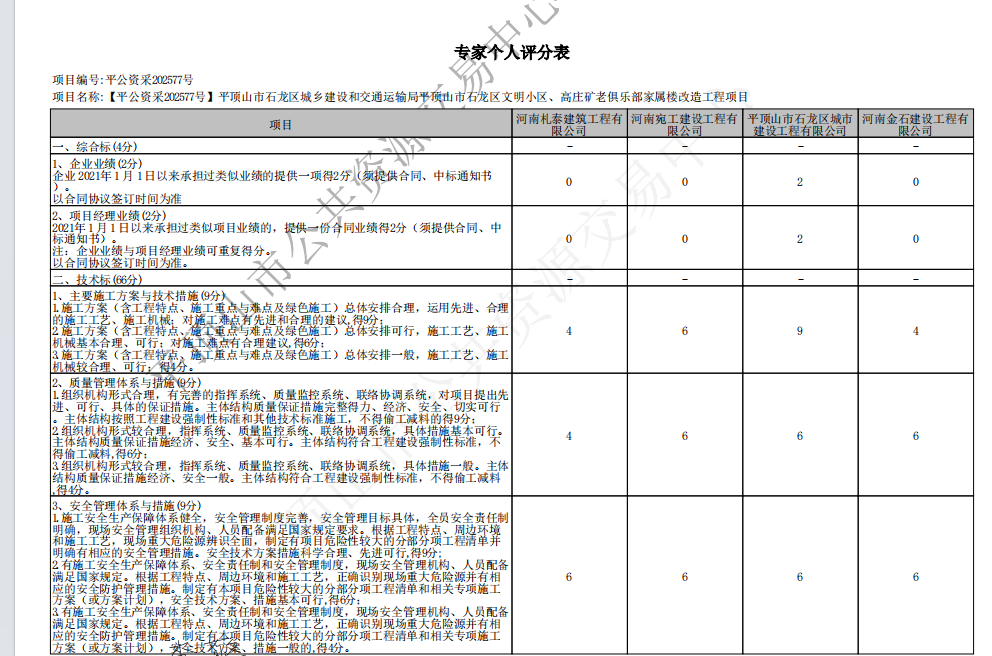 专家个人评分表
项目编号:平公资采202577号
项目名称:【平公资采202577号】平顶山市石龙区城乡建设和交通运输局平顶山市石龙区文明小区、高庄矿老俱乐部家属楼改造工程项目
项目 河南札泰建筑工程有限公司 河南宛工建设工程有限公司 平顶山市石龙区城市建设工程有限公司 河南金石建设工程有限公司
一、综合标(4分) - - - -
1、企业业绩(2分)
企业2021年1月1日以来承担过类似业绩的提供一项得2分（须提供合同、中标通知书
）。
以合同协议签订时间为准
0 0 2 0
2、项目经理业绩(2分)
2021年1月1日以来承担过类似项目业绩的，提供一份合同业绩得2分（须提供合同、中
标通知书）。
注：企业业绩与项目经理业绩可重复得分。
以合同协议签订时间为准。
0 0 2 0
二、技术标(66分) - - - -
1、主要施工方案与技术措施(9分)
1.施工方案（含工程特点、施工重点与难点及绿色施工）总体安排合理，运用先进、合理
的施工工艺、施工机械；对施工难点有先进和合理的建议,得9分；
2.施工方案（含工程特点、施工重点与难点及绿色施工）总体安排可行，施工工艺、施工
机械基本合理、可行；对施工难点有合理建议,得6分；
3.施工方案（含工程特点、施工重点与难点及绿色施工）总体安排一般，施工工艺、施工
机械较合理、可行；得4分。
4 6 9 4
2、质量管理体系与措施(9分)
1.组织机构形式合理，有完善的指挥系统、质量监控系统、联络协调系统，对项目提出先
进、可行、具体的保证措施。主体结构质量保证措施完整得力、经济、安全、切实可行
。主体结构按照工程建设强制性标准和其他技术标准施工，不得偷工减料的得9分；
2.组织机构形式较合理，指挥系统、质量监控系统、联络协调系统，具体措施基本可行。
主体结构质量保证措施经济、安全、基本可行。主体结构符合工程建设强制性标准，不
得偷工减料,得6分；
3.组织机构形式较合理，指挥系统、质量监控系统、联络协调系统，具体措施一般。主体
结构质量保证措施经济、安全一般。主体结构符合工程建设强制性标准，不得偷工减料
,得4分。
4 6 6 6
3、安全管理体系与措施(9分)
1.施工安全生产保障体系健全，安全管理制度完善，安全管理目标具体，全员安全责任制
明确，现场安全管理组织机构、人员配备满足国家规定要求。根据工程特点、周边环境
和施工工艺，现场重大危险源辨识全面，制定有项目危险性较大的分部分项工程清单并
明确有相应的安全管理措施。安全技术方案措施科学合理、先进可行,得9分;
2.有施工安全生产保障体系、安全责任制和安全管理制度，现场安全管理机构、人员配备
满足国家规定。根据工程特点、周边环境和施工工艺，正确识别现场重大危险源并有相
应的安全防护管理措施。制定有本项目危险性较大的分部分项工程清单和相关专项施工
方案（或方案计划），安全技术方案、措施基本可行,得6分;
3.有施工安全生产保障体系、安全责任制和安全管理制度，现场安全管理机构、人员配备
满足国家规定。根据工程特点、周边环境和施工工艺，正确识别现场重大危险源并有相
应的安全防护管理措施。制定有本项目危险性较大的分部分项工程清单和相关专项施工
方案（或方案计划），安全技术方案、措施一般的,得4分。
6 6 6 6